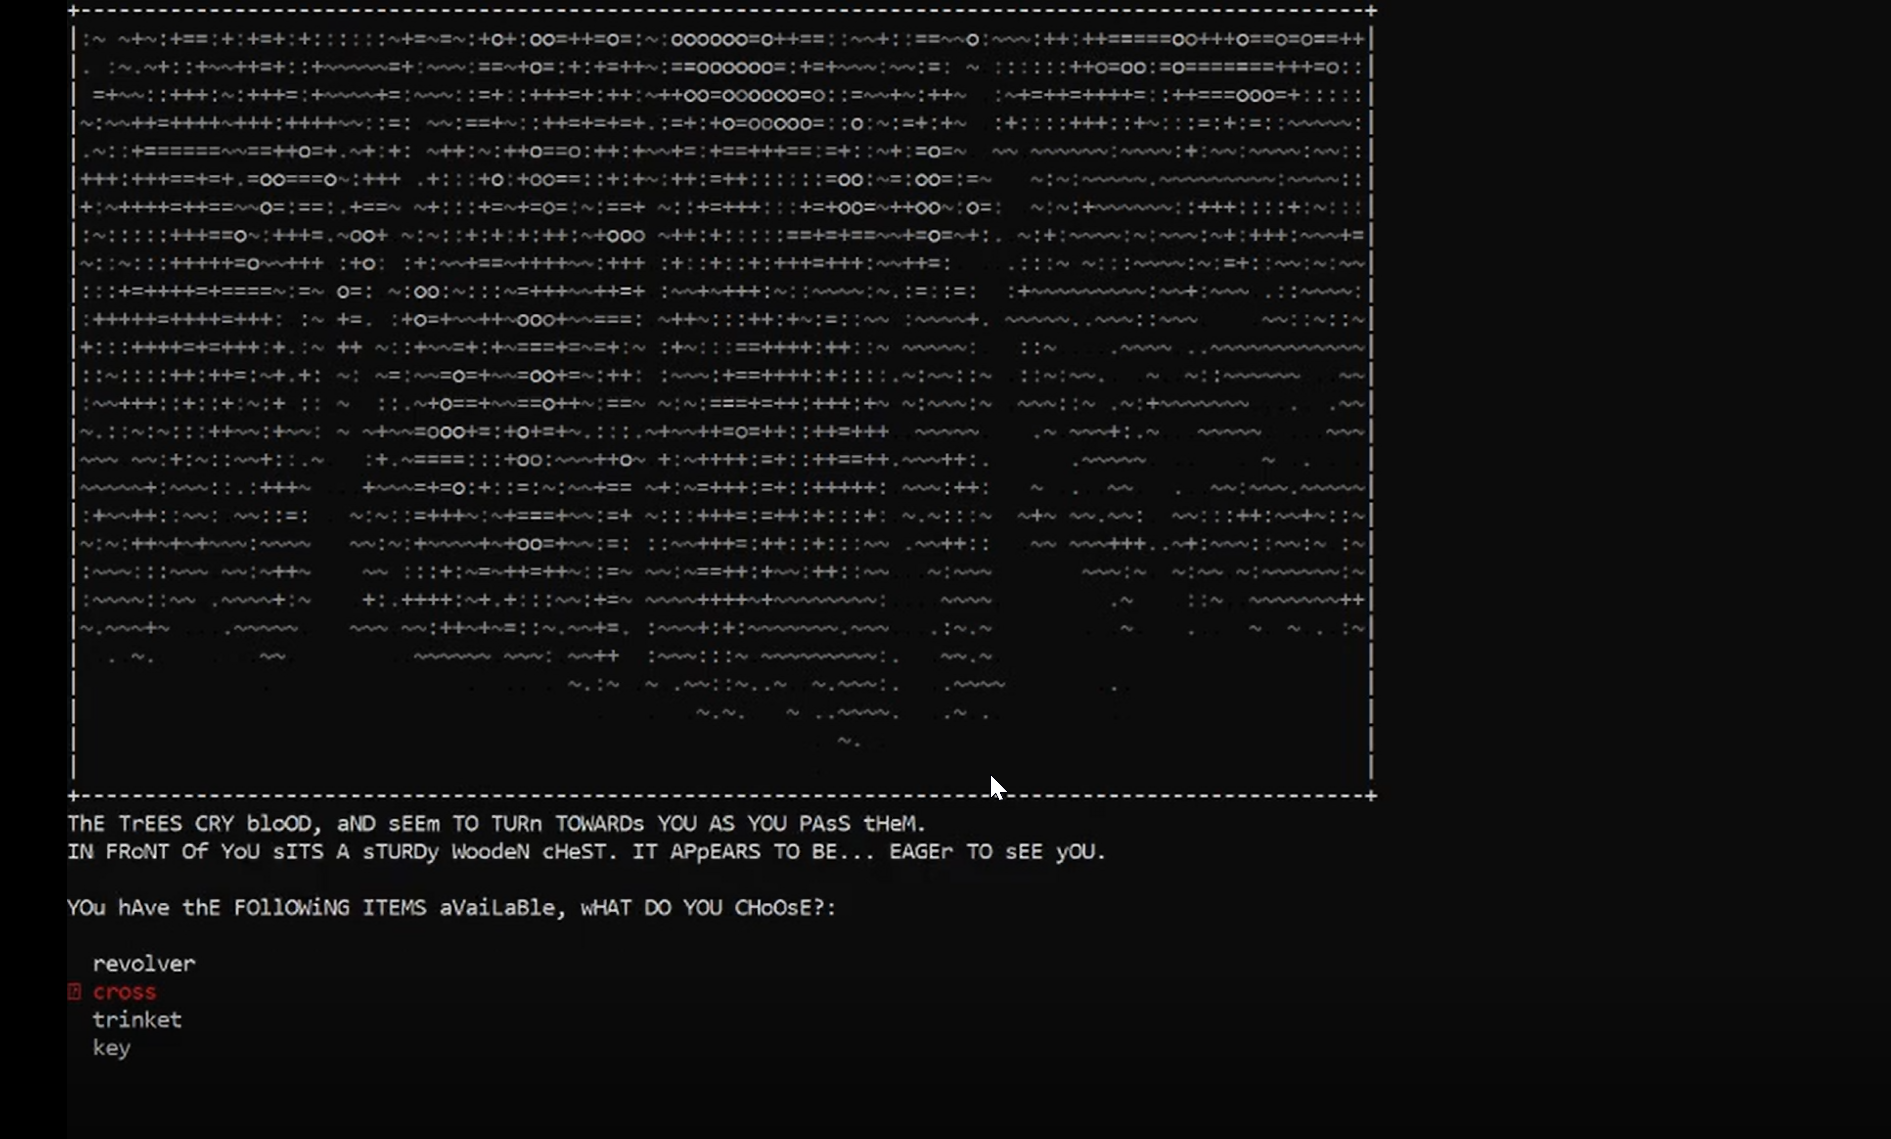 ThE TrEES CRY bloOD, aND sEEm TO TURn TOWARDs YOU AS YOU PAsS tHeM.
IN FRoNT Of YoU sITS A sTURDy WoodeN cHeST. IT APpEARS TO BE... EAGEr TO sEE yOU.
YOu hAve thE FOllOWiNG ITEMS aVaiLaBle, wHAT DO YOU CHoOsE?:
revolver
cross
trinket
key